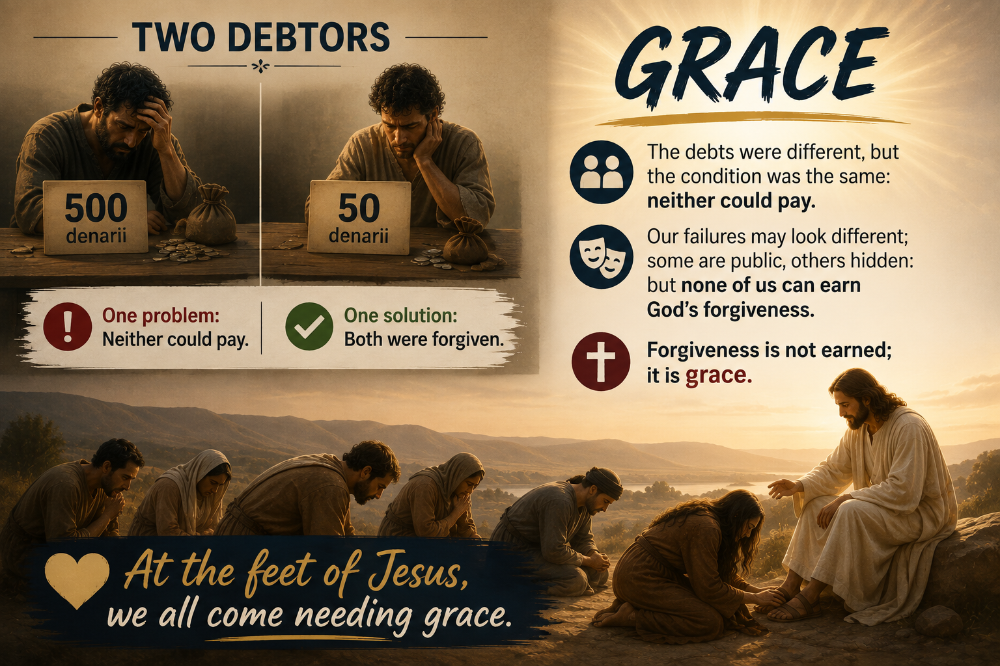 TWO DEBTORS
500
denarii
50
denarii
One problem:
Neither could pay.
One solution:
Both were forgiven.
GRACE
The debts were different, but
the condition was the same:
neither could pay.
Our failures may look different;
some are public, others hidden:
but none of us can earn
God's forgiveness.
Forgiveness is not earned;
it is grace.
At the feet of Jesus,
we all come needing grace.